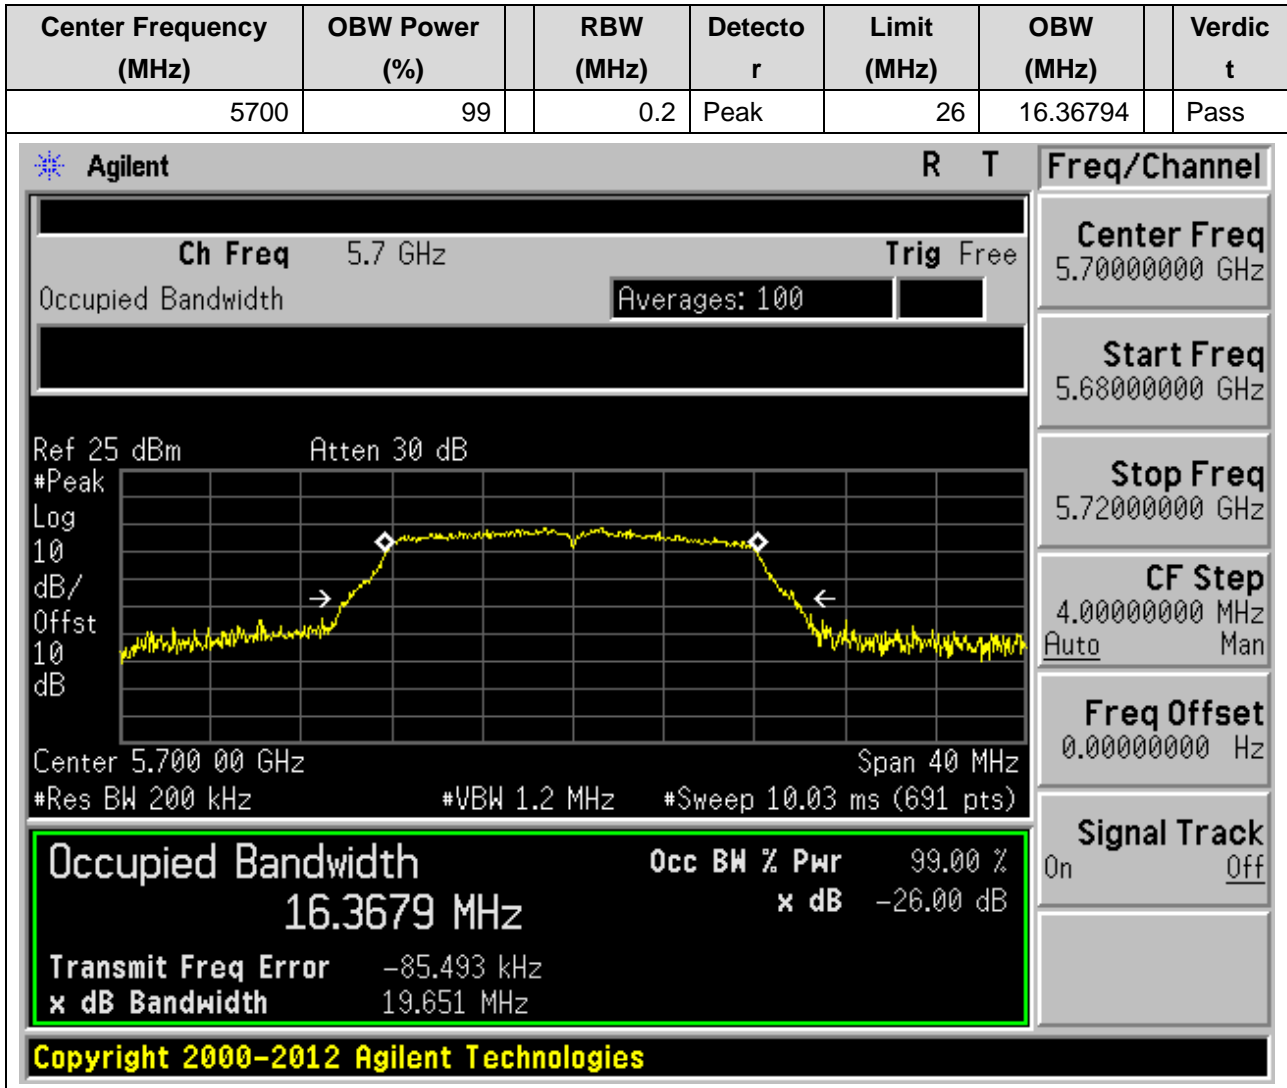 Center Frequency (MHz) OBW Power (%) RBW (MHz) Detecto r Limit (MHz) OBW (MHz) Verdic t
5700 99 0.2 Peak 26 16.36794 Pass
Agilent R T Freq/Channel
Ch Freq 5.7 GHz Trig Free
Occupied Bandwidth Averages: 100
Center Freq
5.70000000 GHz
Start Freq
5.68000000 GHz
Stop Freq
5.72000000 GHz
CF Step
4.00000000 MHz
Auto Man
Freq Offset
0.00000000 Hz
Signal Track
On Off
Ref 25 dBm Atten 30 dB
#Peak
Log
10
dB/
Offst
10
dB
Center 5.700 00 GHz Span 40 MHz
#Res BW 200 kHz #VBW 1.2 MHz #Sweep 10.03 ms (691 pts)
Occupied Bandwidth Occ BW % Pwr 99.00 %
16.3679 MHz x dB -26.00 dB
Transmit Freq Error -85.493 kHz
x dB Bandwidth 19.651 MHz
Copyright 2000-2012 Agilent Technologies